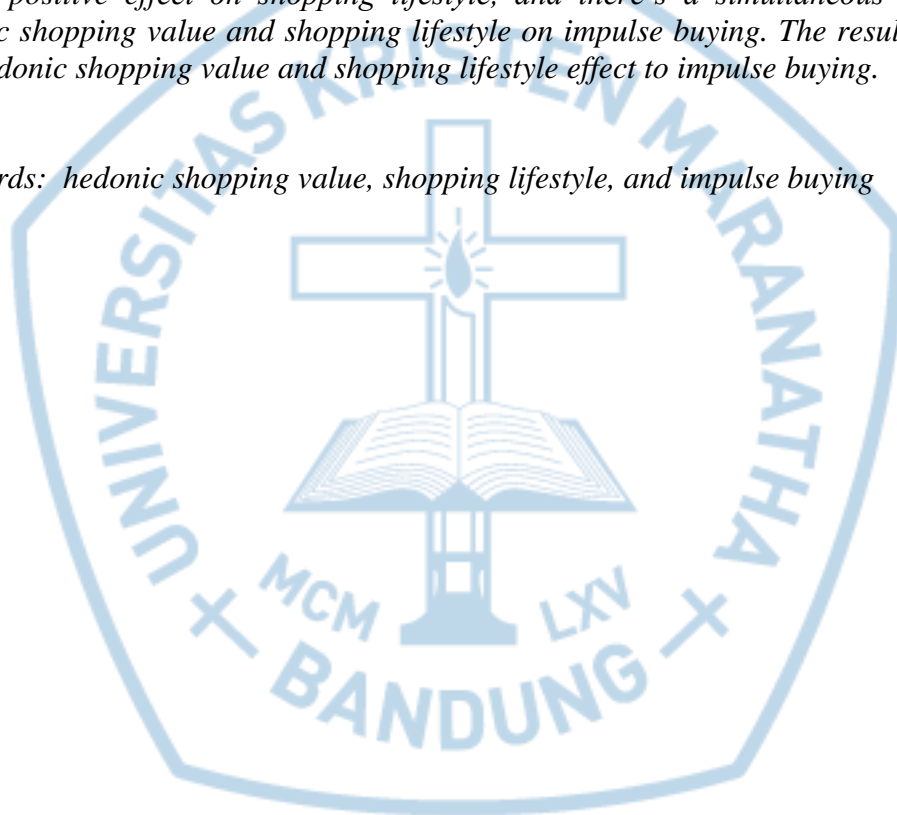 positive effect on shopping lifestyle, and there's a simultaneous
c shopping value and shopping lifestyle on impulse buying. The resul
donic shopping value and shopping lifestyle effect to impulse buying.
rds: hedonic shopping value, shopping lifestyle, and impulse buying
UNIVERSITAS KRISTEN MARANATHA
MCM LXV
BANDUNG